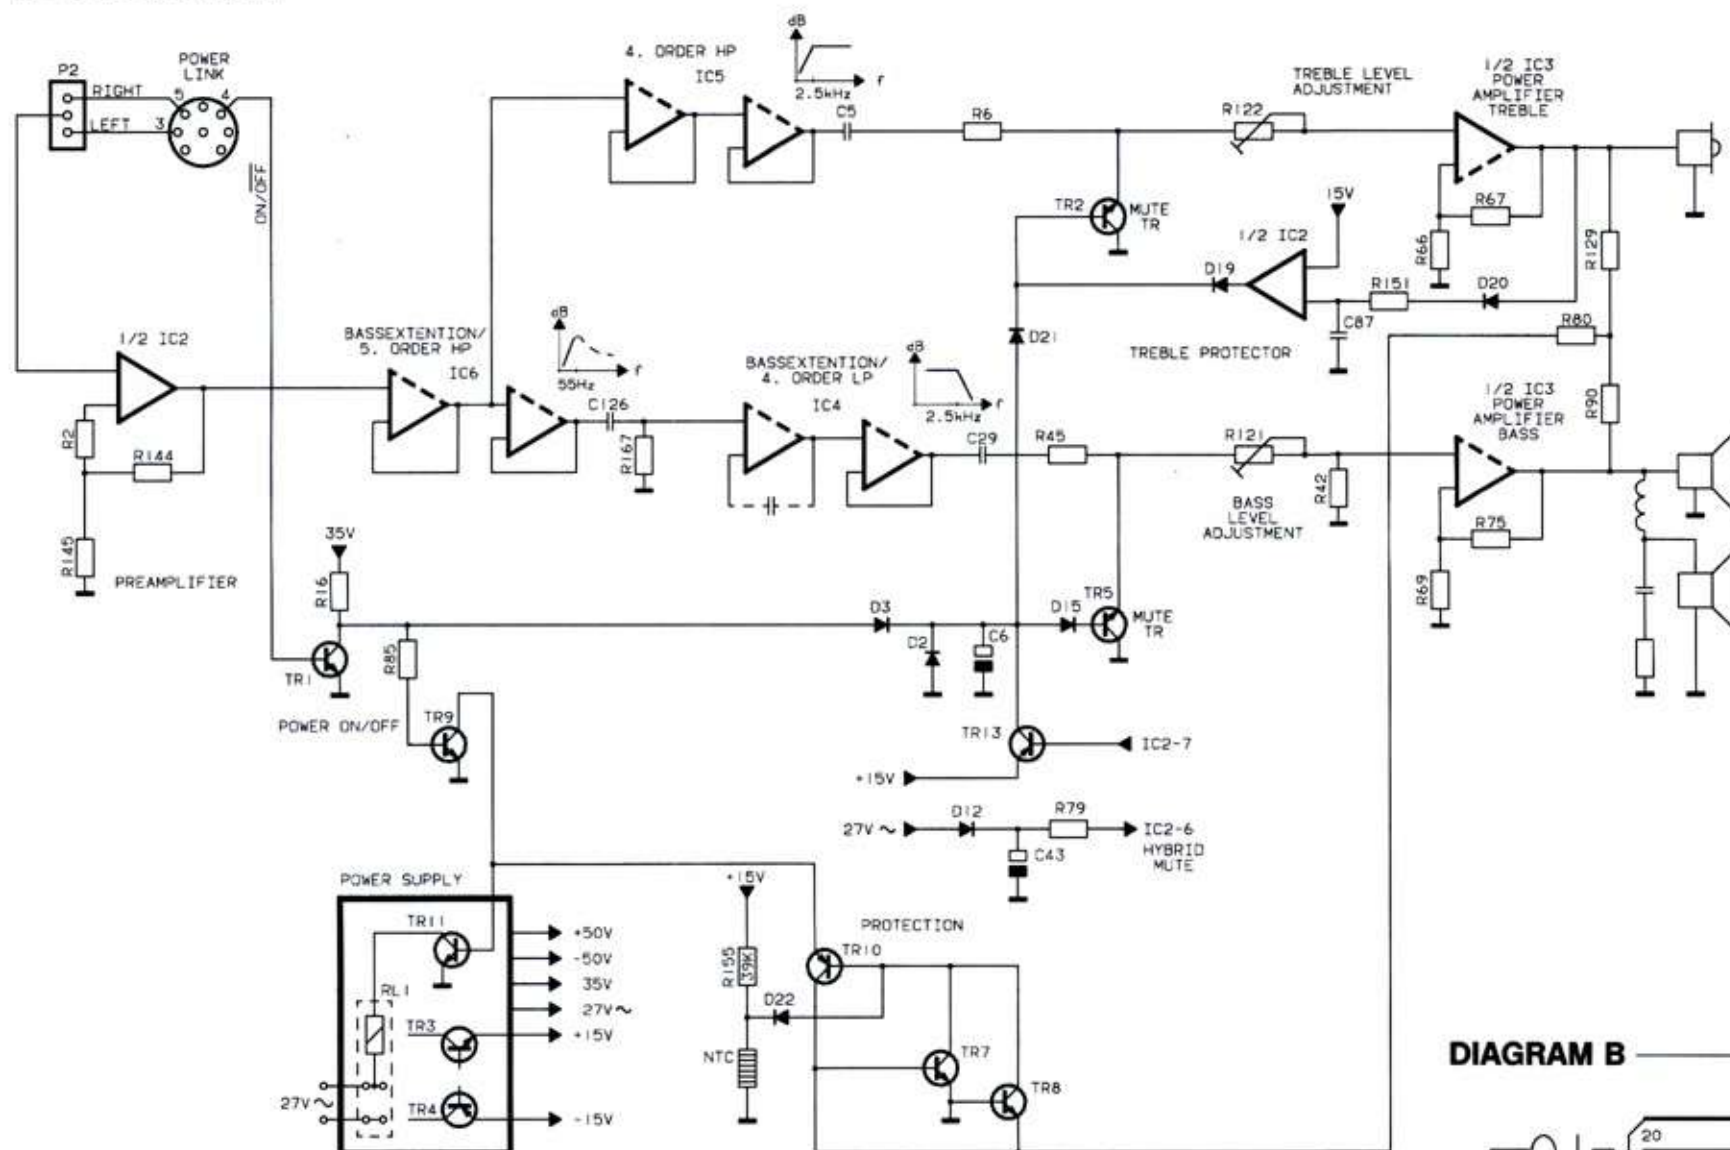 dB
4. ORDER HP
IC5
f
2.5kHz
C5
R6
TREBLE LEVEL
ADJUSTMENT
R122
1/2 IC3
POWER
AMPLIFIER
TREBLE
P2
POWER
LINK
RIGHT
5
4
LEFT
3
ON/OFF
TR2
MUTE
TR
15V
1/2 IC2
R67
R66
R129
D19
R151
D20
C87
R80
D21
TREBLE PROTECTOR
1/2 IC2
BASSEXTENTION/
5. ORDER HP
IC6
dB
f
55Hz
C126
R167
BASSEXTENTION/
4. ORDER LP
IC4
dB
f
2.5kHz
C29
R45
R121
BASS
LEVEL
ADJUSTMENT
R42
1/2 IC3
POWER
AMPLIFIER
BASS
R90
R75
R69
R2
R144
R145
PREAMPLIFIER
35V
R16
TR1
R85
POWER ON/OFF
TR9
D3
D2
C6
D15
TR5
MUTE
TR
TR13
IC2-7
+15V
27V ~
D12
R79
IC2-6
HYBRID
MUTE
C43
POWER SUPPLY
TR11
RL1
TR3
TR4
27V ~
+50V
-50V
35V
27V ~
+15V
-15V
+15V
R155
39K
D22
NTC
PROTECTION
TR10
TR7
TR8
DIAGRAM B
20